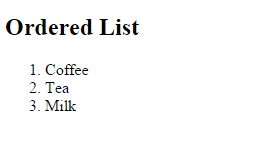 Ordered List
1. Coffee
2. Tea
3. Milk